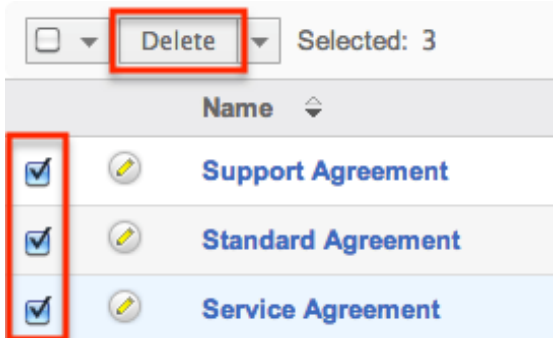 Delete Selected: 3
Name
Support Agreement
Standard Agreement
Service Agreement